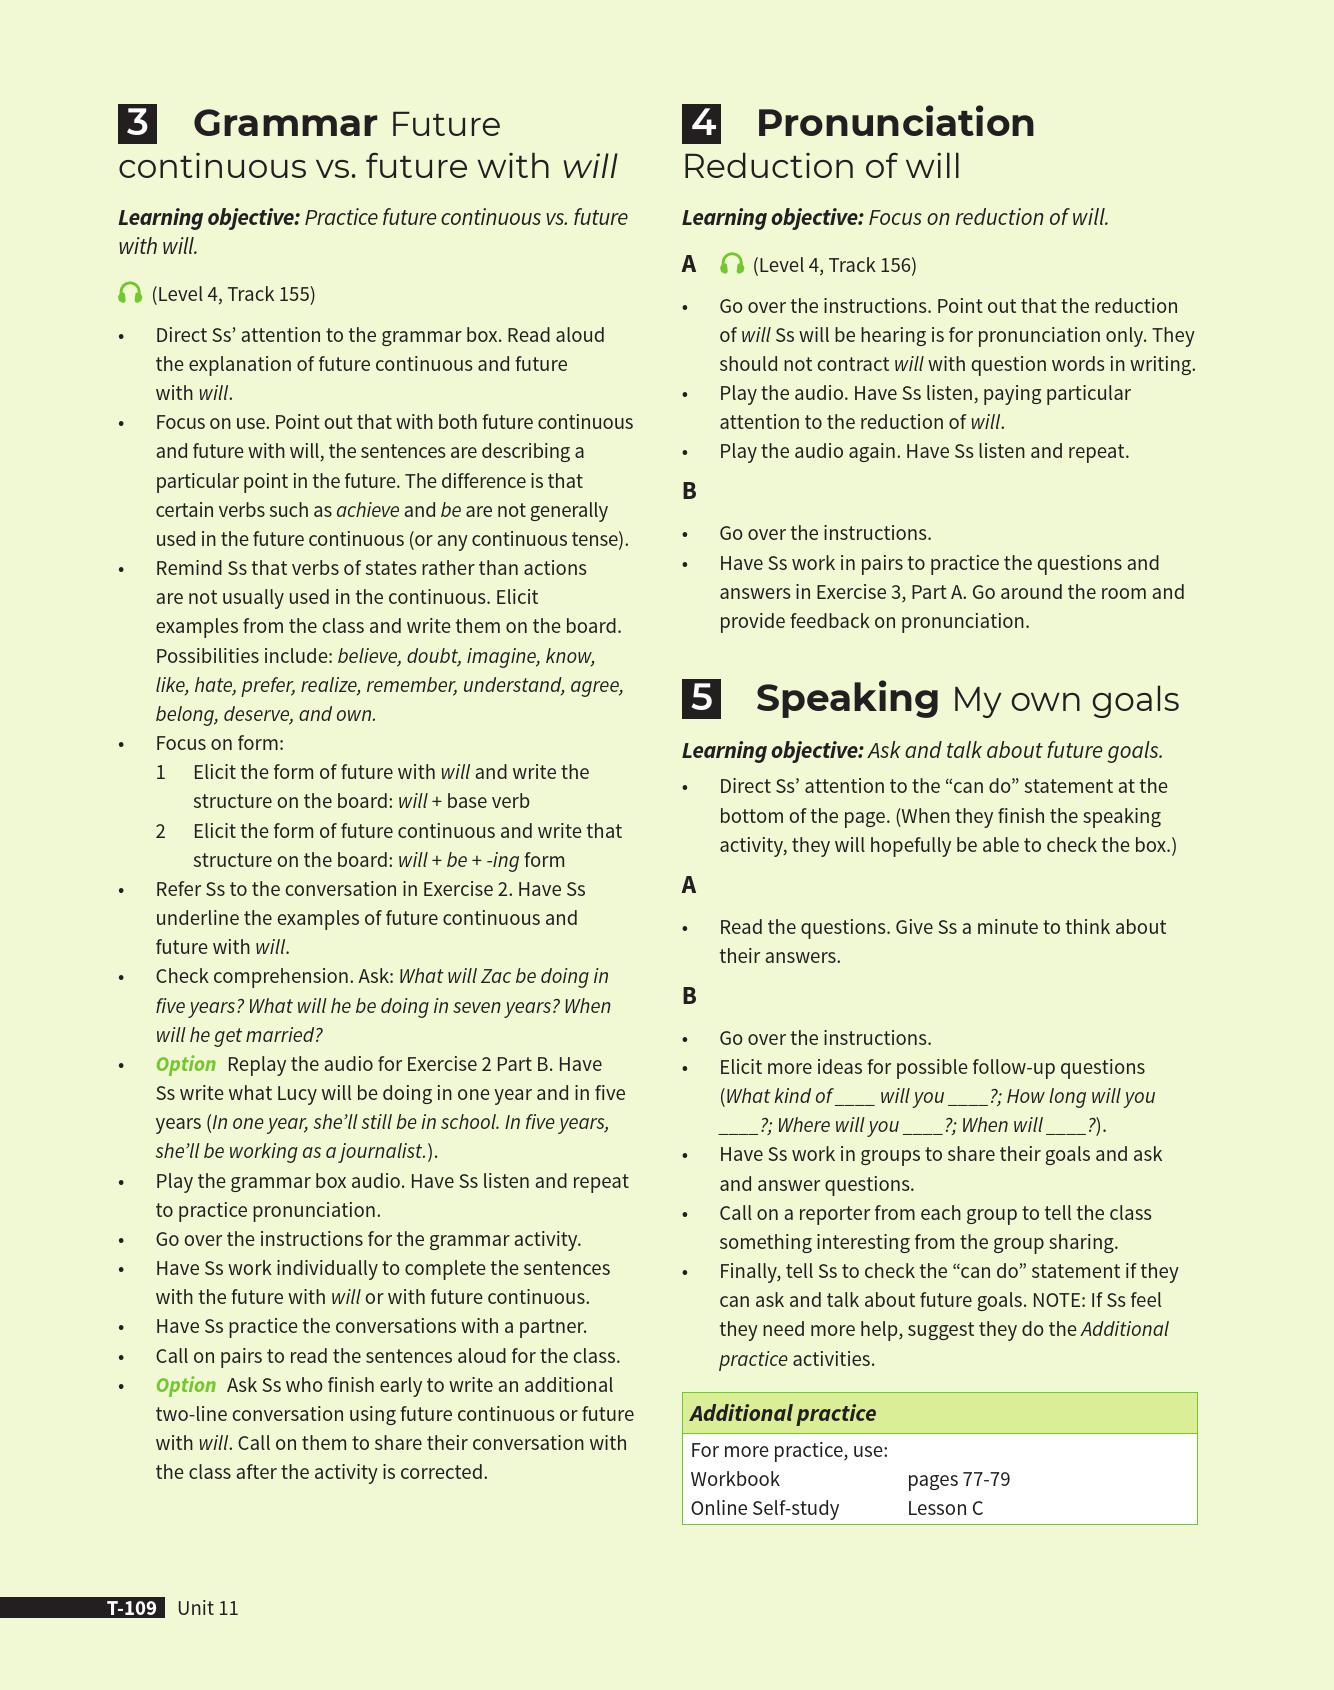 3 Grammar Future
continuous vs. future with will
Learning objective: Practice future continuous vs. future
with will.
(Level 4, Track 155)
• Direct Ss’ attention to the grammar box. Read aloud
the explanation of future continuous and future
with will.
• Focus on use. Point out that with both future continuous
and future with will, the sentences are describing a
particular point in the future. The difference is that
certain verbs such as achieve and be are not generally
used in the future continuous (or any continuous tense).
• Remind Ss that verbs of states rather than actions
are not usually used in the continuous. Elicit
examples from the class and write them on the board.
Possibilities include: believe, doubt, imagine, know,
like, hate, prefer, realize, remember, understand, agree,
belong, deserve, and own.
• Focus on form:
1 Elicit the form of future with will and write the
structure on the board: will + base verb
2 Elicit the form of future continuous and write that
structure on the board: will + be + -ing form
• Refer Ss to the conversation in Exercise 2. Have Ss
underline the examples of future continuous and
future with will.
• Check comprehension. Ask: What will Zac be doing in
five years? What will he be doing in seven years? When
will he get married?
• Option Replay the audio for Exercise 2 Part B. Have
Ss write what Lucy will be doing in one year and in five
years (In one year, she’ll still be in school. In five years,
she’ll be working as a journalist.).
• Play the grammar box audio. Have Ss listen and repeat
to practice pronunciation.
• Go over the instructions for the grammar activity.
• Have Ss work individually to complete the sentences
with the future with will or with future continuous.
• Have Ss practice the conversations with a partner.
• Call on pairs to read the sentences aloud for the class.
• Option Ask Ss who finish early to write an additional
two-line conversation using future continuous or future
with will. Call on them to share their conversation with
the class after the activity is corrected.
4 Pronunciation
Reduction of will
Learning objective: Focus on reduction of will.
A (Level 4, Track 156)
• Go over the instructions. Point out that the reduction
of will Ss will be hearing is for pronunciation only. They
should not contract will with question words in writing.
• Play the audio. Have Ss listen, paying particular
attention to the reduction of will.
• Play the audio again. Have Ss listen and repeat.
B
• Go over the instructions.
• Have Ss work in pairs to practice the questions and
answers in Exercise 3, Part A. Go around the room and
provide feedback on pronunciation.
5 Speaking My own goals
Learning objective: Ask and talk about future goals.
• Direct Ss’ attention to the “can do” statement at the
bottom of the page. (When they finish the speaking
activity, they will hopefully be able to check the box.)
A
• Read the questions. Give Ss a minute to think about
their answers.
B
• Go over the instructions.
• Elicit more ideas for possible follow-up questions
(What kind of ____ will you ____?; How long will you
____?; Where will you ____?; When will ____?).
• Have Ss work in groups to share their goals and ask
and answer questions.
• Call on a reporter from each group to tell the class
something interesting from the group sharing.
• Finally, tell Ss to check the “can do” statement if they
can ask and talk about future goals. NOTE: If Ss feel
they need more help, suggest they do the Additional
practice activities.
Additional practice
For more practice, use:
Workbook pages 77-79
Online Self-study Lesson C
T-109 Unit 11